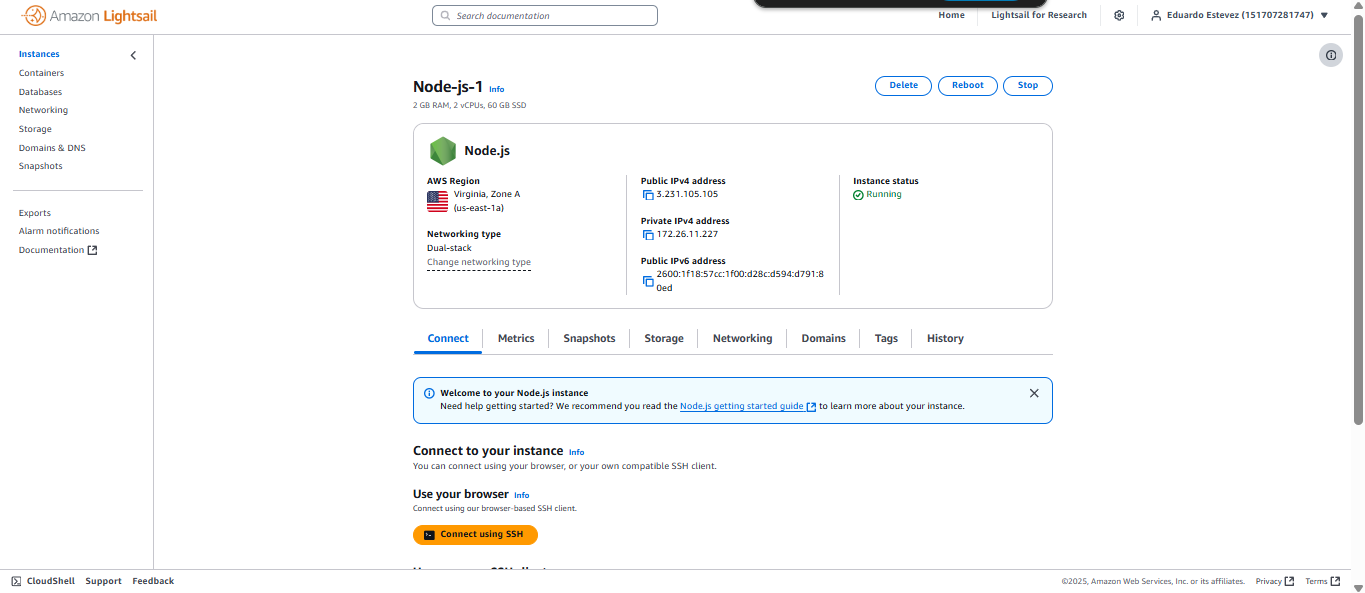 Amazon Lightsail
Search documentation
Home
Lightsail for Research
Eduardo Estevez (151707281747)
Instances
Containers
Databases
Networking
Storage
Domains & DNS
Snapshots
Exports
Alarm notifications
Documentation
Node-js-1 Info
2 GB RAM, 2 vCPUs, 60 GB SSD
Delete
Reboot
Stop
Node.js
AWS Region
Virginia, Zone A
(us-east-1a)
Networking type
Dual-stack
Change networking type
Public IPv4 address
3.231.105.105
Private IPv4 address
172.26.11.227
Public IPv6 address
2600:1f18:57cc:1f00:d28c:d594:d791:8
0ed
Instance status
Running
Connect
Metrics
Snapshots
Storage
Networking
Domains
Tags
History
Welcome to your Node.js instance
Need help getting started? We recommend you read the Node.js getting started guide to learn more about your instance.
Connect to your instance Info
You can connect using your browser, or your own compatible SSH client.
Use your browser Info
Connect using our browser-based SSH client.
Connect using SSH
CloudShell
Support
Feedback
©2025, Amazon Web Services, Inc. or its affiliates.
Privacy
Terms